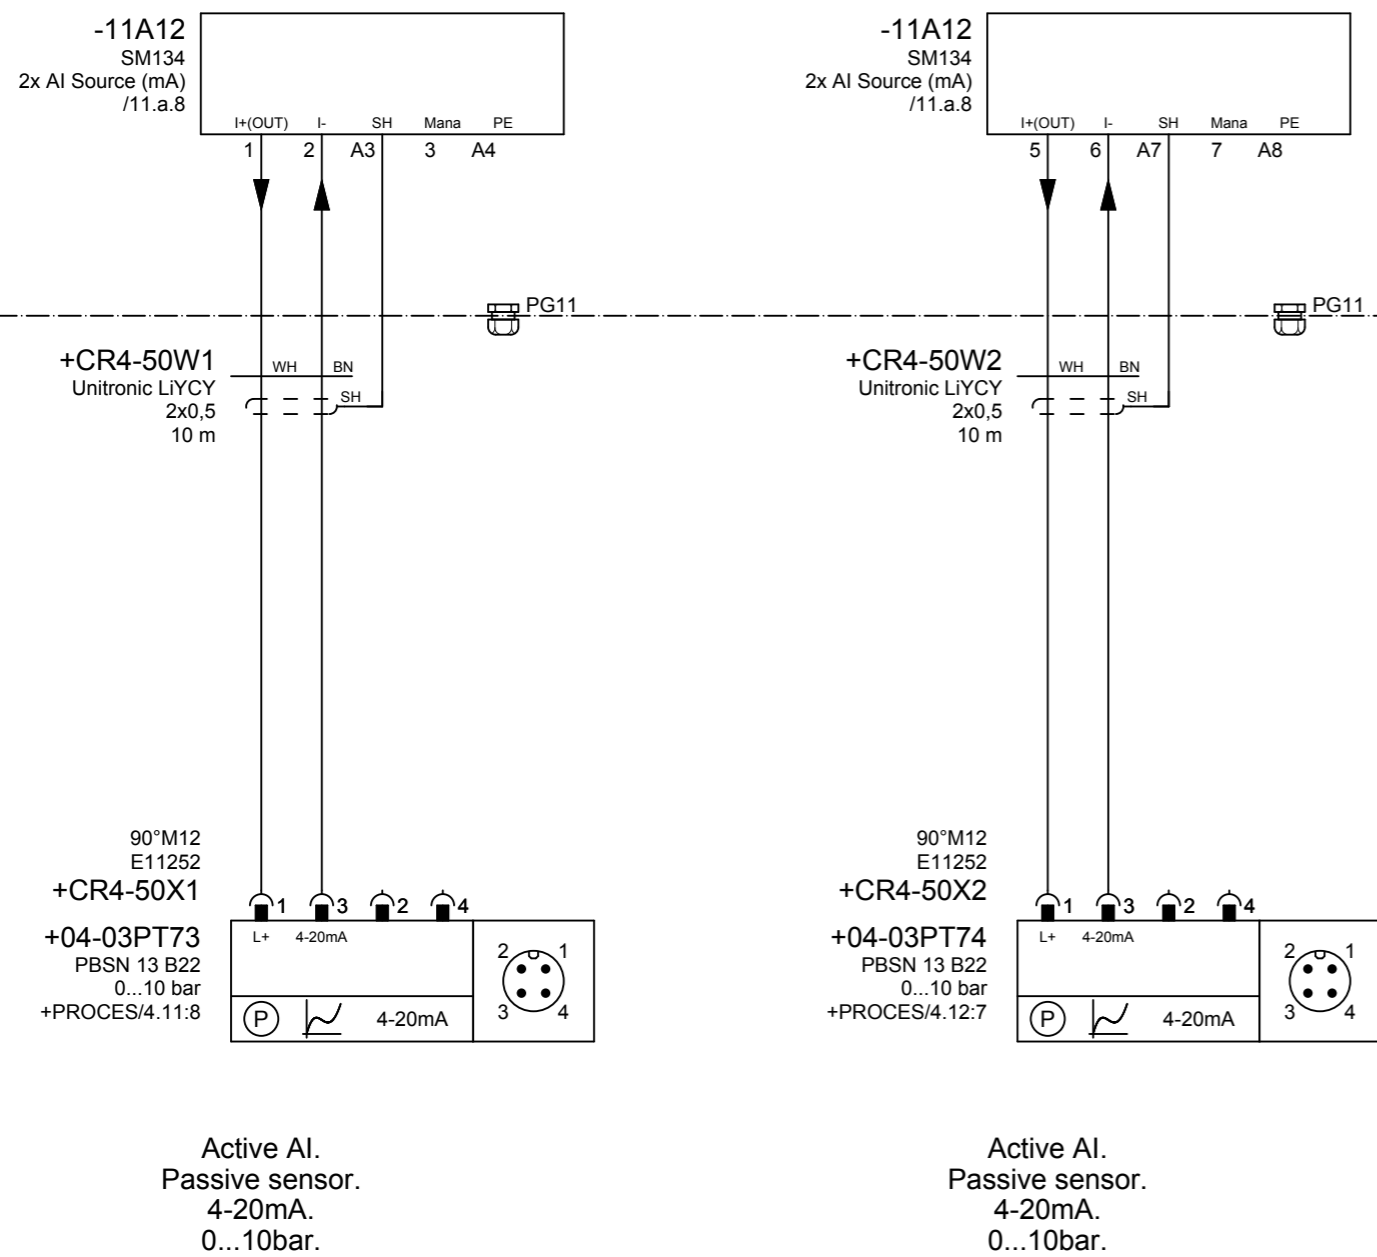 -11A12
SM134
2x AI Source (mA)
/11.a.8
I+(OUT) I- SH Mana PE
1 2 A3 3 A4
PG11
+CR4-50W1
Unitronic LiYCY
2x0,5
10 m
WH BN
SH
90°M12
E11252
+CR4-50X1
1 3 2 4
+04-03PT73
PBSN 13 B22
0...10 bar
+PROCES/4.11:8
L+ 4-20mA
P 4-20mA
2 1
3 4
Active AI.
Passive sensor.
4-20mA.
0...10bar.
-11A12
SM134
2x AI Source (mA)
/11.a.8
I+(OUT) I- SH Mana PE
5 6 A7 7 A8
PG11
+CR4-50W2
Unitronic LiYCY
2x0,5
10 m
WH BN
SH
90°M12
E11252
+CR4-50X2
1 3 2 4
+04-03PT74
PBSN 13 B22
0...10 bar
+PROCES/4.12:7
L+ 4-20mA
P 4-20mA
2 1
3 4
Active AI.
Passive sensor.
4-20mA.
0...10bar.